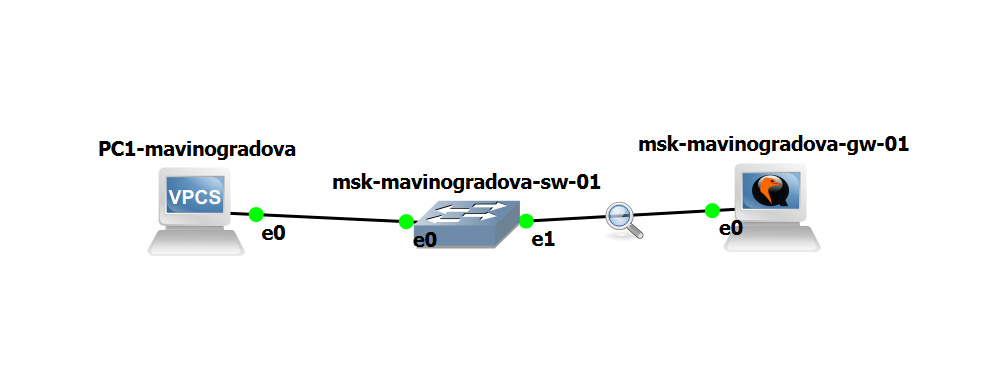 PC1-mavinogradova
msk-mavinogradova-gw-01
msk-mavinogradova-sw-01
VPCS
e0
e0
e1
e0